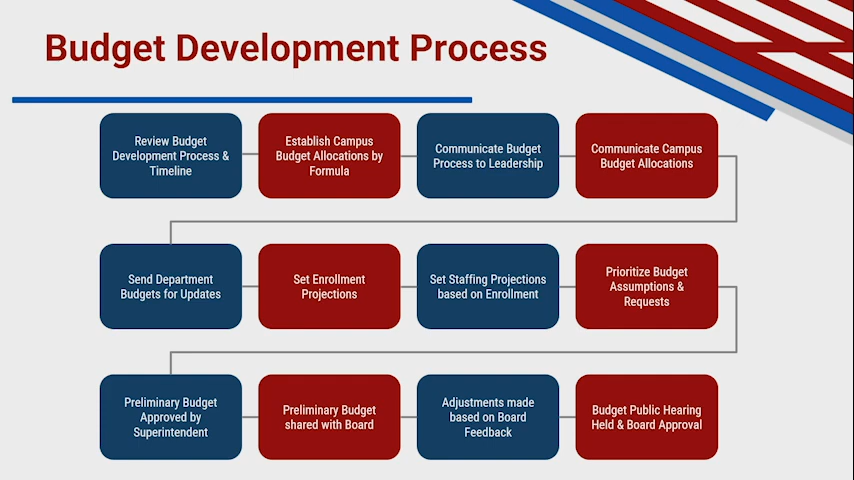 Budget Development Process
Review Budget
Development Process &
Timeline
Establish Campus
Budget Allocations by
Formula
Communicate Budget
Process to Leadership
Communicate Campus
Budget Allocations
Send Department
Budgets for Updates
Set Enrollment
Projections
Set Staffing Projections
based on Enrollment
Prioritize Budget
Assumptions &
Requests
Preliminary Budget
Approved by
Superintendent
Preliminary Budget
shared with Board
Adjustments made
based on Board
Feedback
Budget Public Hearing
Held & Board Approval